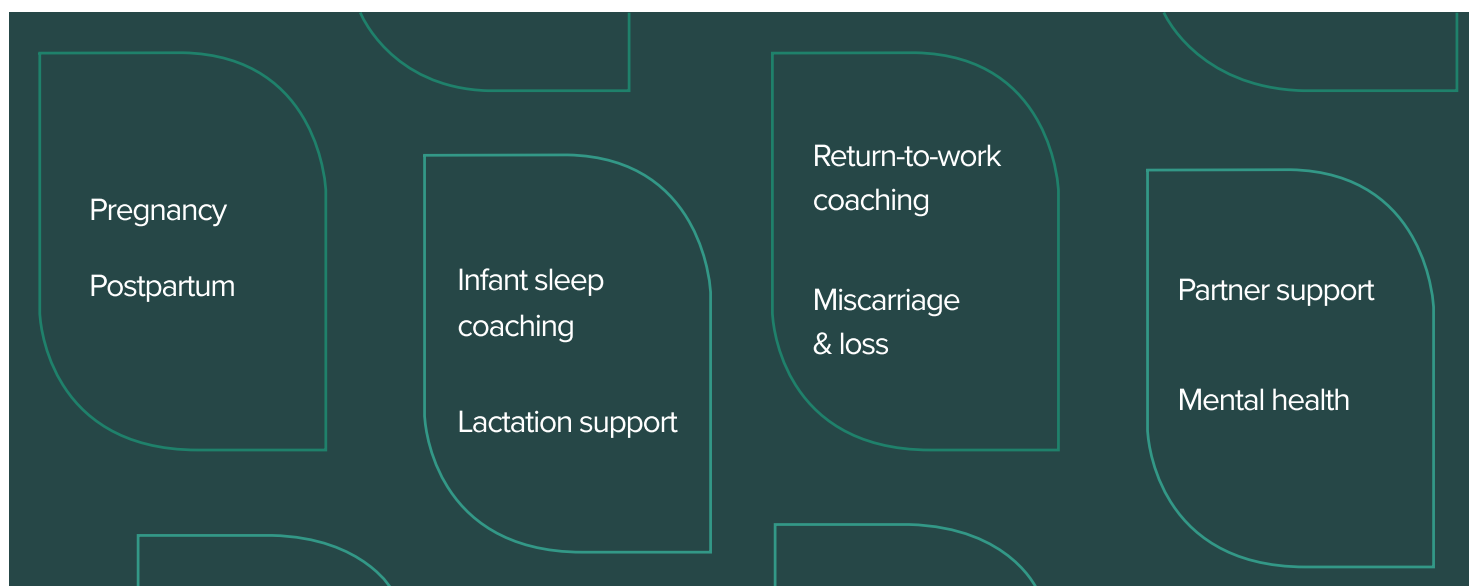 Pregnancy
Postpartum
Infant sleep
coaching
Lactation support
Return-to-work
coaching
Miscarriage
& loss
Partner support
Mental health